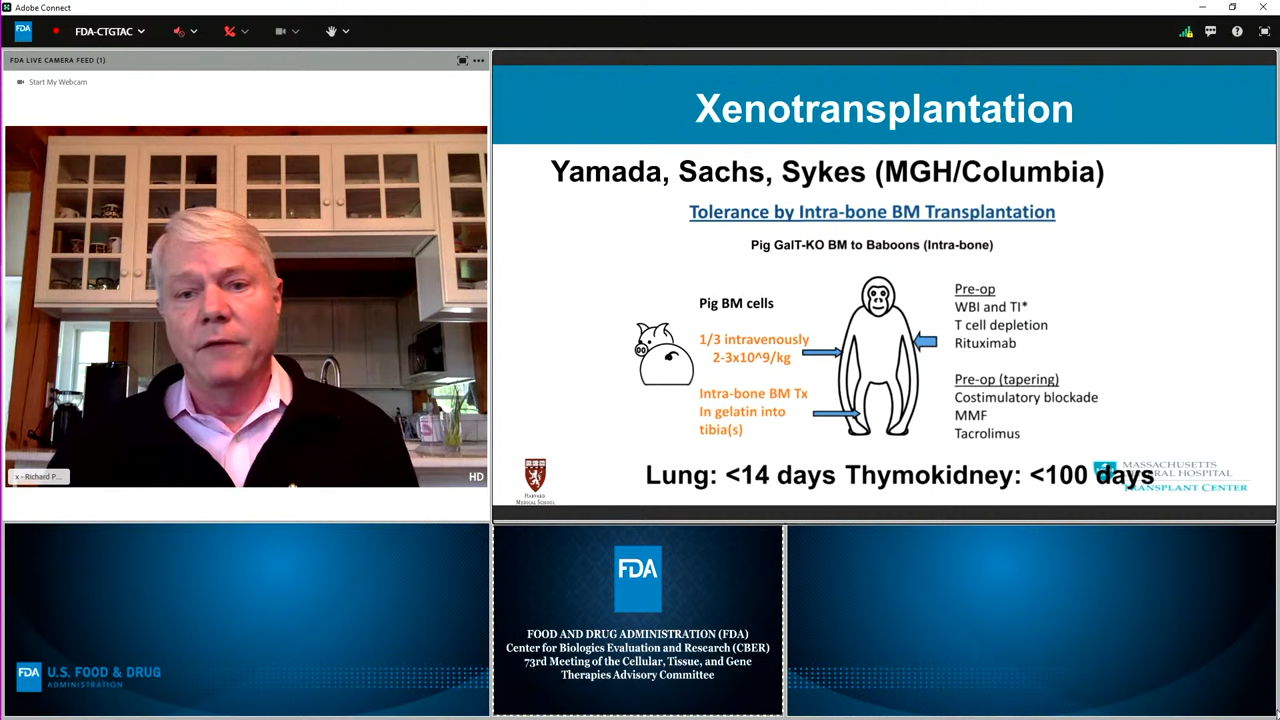 Adobe Connect
FDA
FDA-CTGTAC
FDA LIVE CAMERA FEED (1)
Start My Webcam
x - Richard P...
HD
Xenotransplantation
Yamada, Sachs, Sykes (MGH/Columbia)
Tolerance by Intra-bone BM Transplantation
Pig GalT-KO BM to Baboons (Intra-bone)
Pig BM cells
1/3 intravenously
2-3x10^9/kg
Intra-bone BM Tx
In gelatin into
tibia(s)
Pre-op
WBI and TI*
T cell depletion
Rituximab
Pre-op (tapering)
Costimulatory blockade
MMF
Tacrolimus
HARVARD
MEDICAL SCHOOL
Lung: <14 days Thymokidney: <100 days
MASSACHUSETTS
GENERAL HOSPITAL
TRANSPLANT CENTER
FDA
U.S. FOOD & DRUG
ADMINISTRATION
FDA
FOOD AND DRUG ADMINISTRATION (FDA)
Center for Biologics Evaluation and Research (CBER)
73rd Meeting of the Cellular, Tissue, and Gene
Therapies Advisory Committee